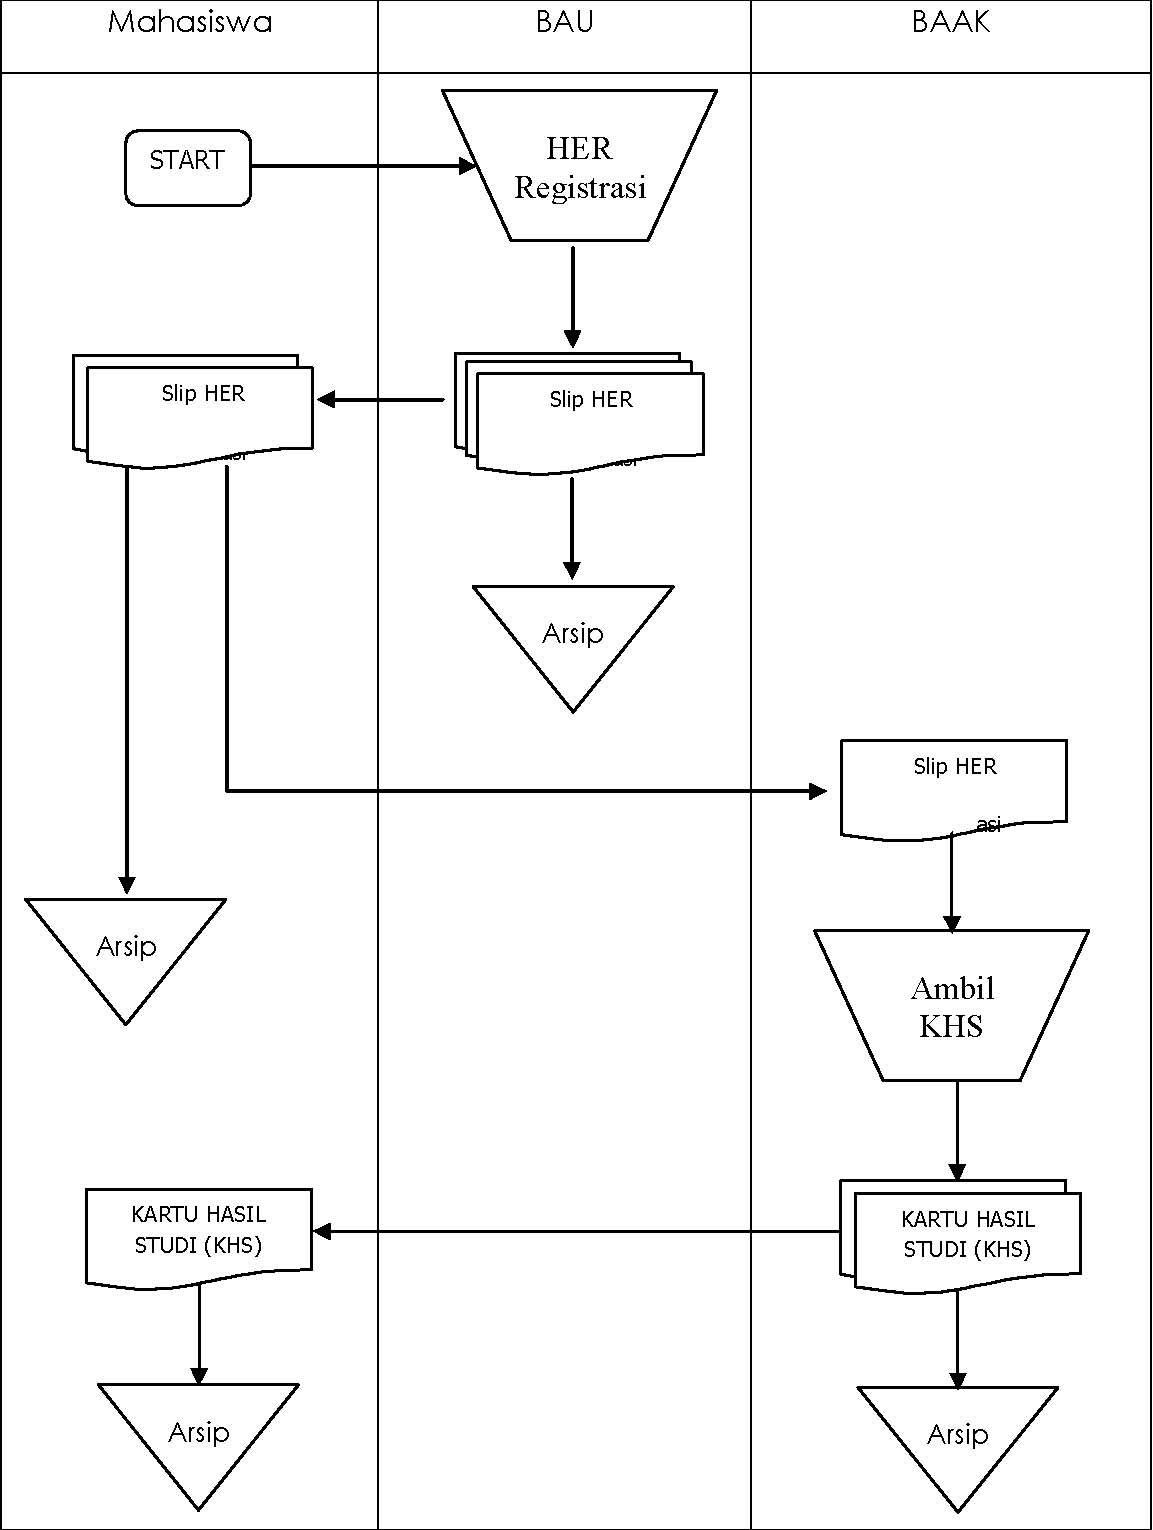 Mahasiswa
BAU
BAAK
START
HER
Registrasi
Slip HER
Slip HER
Arsip
Slip HER
asi
Arsip
Ambil
KHS
KARTU HASIL
STUDI (KHS)
KARTU HASIL
STUDI (KHS)
Arsip
Arsip